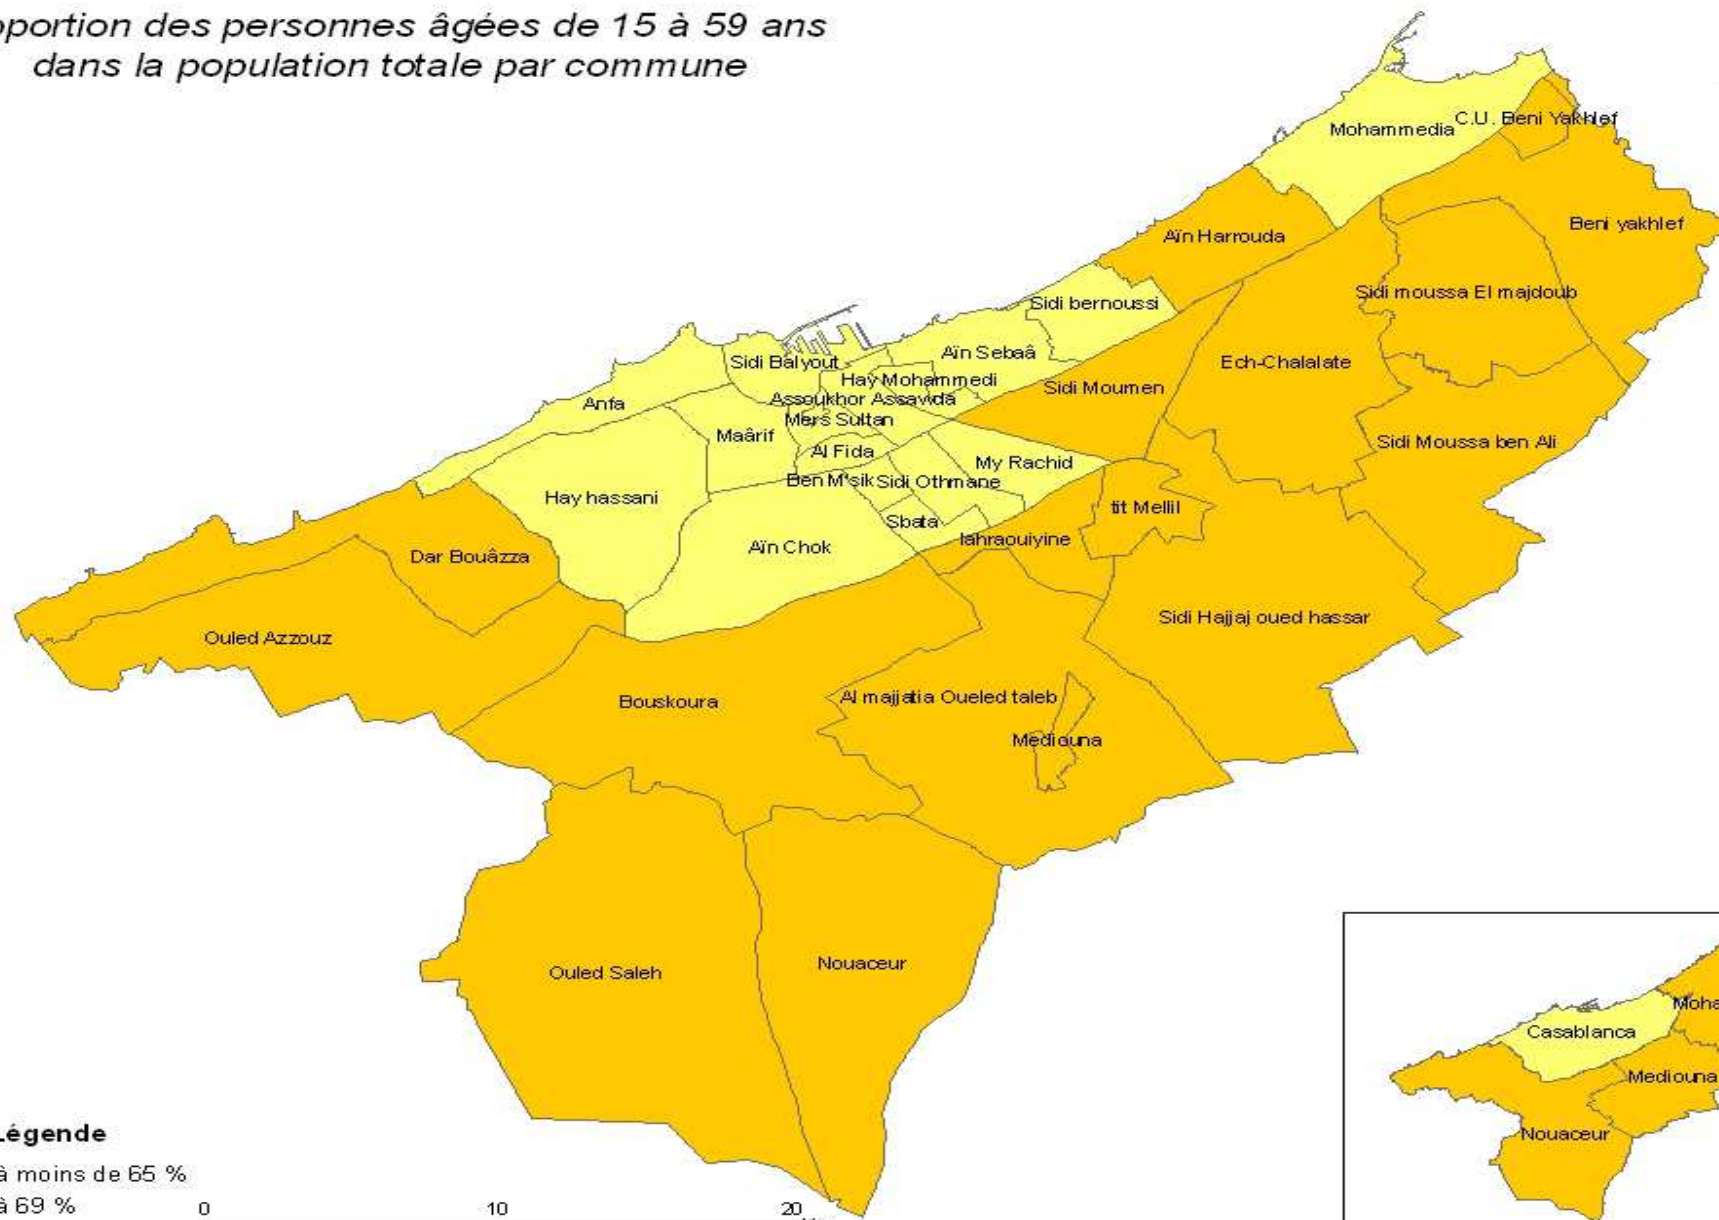 portion des personnes âgées de 15 à 59 ans
dans la population totale par commune
Mohammedia
C.U. Beni Yakhlef
Beni yakhlef
Aïn Harrouda
Sidi moussa El majdoub
Sidi bernoussi
Ech-Chalalate
Aïn Sebaâ
Sidi Balyout
Hay Mohammedi
Sidi Moumen
Anfa
Assoukhor Assawda
Mers Sultan
Maârif
Sidi Moussa ben Ali
Al Fida
My Rachid
Ben M'sik
Sidi Othmane
Hay hassani
tit Mellil
Sbata
lahraouiyine
Aïn Chok
Dar Bouâzza
Sidi Hajjaj oued hassar
Ouled Azzouz
Al majjatia Oueled taleb
Bouskoura
Mediouna
Nouaceur
Ouled Saleh
Moha
Casablanca
Mediouna
Nouaceur
Légende
à moins de 65 %
à 69 %
0 10 20